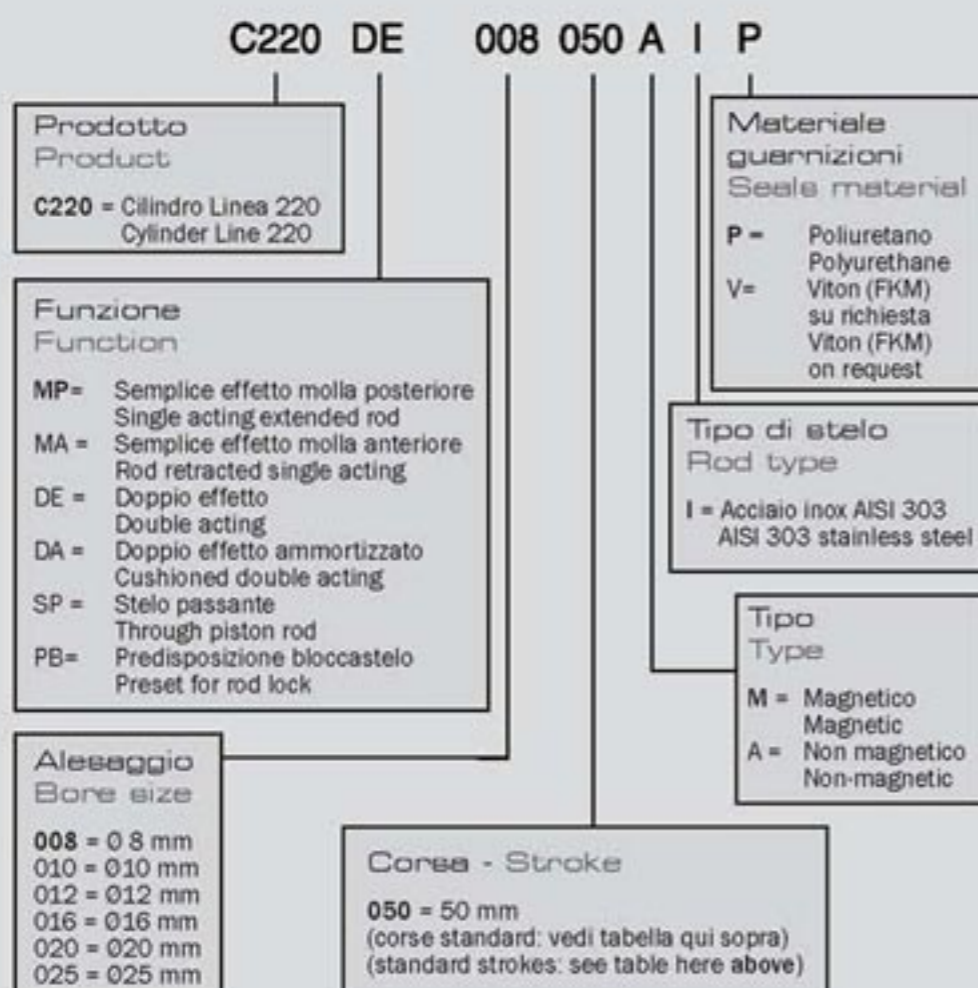 C220 DE 008 050 A I P
Prodotto
Product
C220 = Cilindro Linea 220
Cylinder Line 220
Funzione
Function
MP= Semplice effetto molla posteriore
Single acting extended rod
MA = Semplice effetto molla anteriore
Rod retracted single acting
DE = Doppio effetto
Double acting
DA = Doppio effetto ammortizzato
Cushioned double acting
SP = Stelo passante
Through piston rod
PB= Predisposizione bloccastelo
Preset for rod lock
Alesaggio
Bore size
008 = Ø 8 mm
010 = Ø10 mm
012 = Ø12 mm
016 = Ø16 mm
020 = Ø20 mm
025 = Ø25 mm
Corsa - Stroke
050 = 50 mm
(corse standard: vedi tabella qui sopra)
(standard strokes: see table here above)
Materiale
guarnizioni
Seals material
P = Poliuretano
Polyurethane
V= Viton (FKM)
su richiesta
Viton (FKM)
on request
Tipo di stelo
Rod type
I = Acciaio inox AISI 303
AISI 303 stainless steel
Tipo
Type
M = Magnetico
Magnetic
A = Non magnetico
Non-magnetic